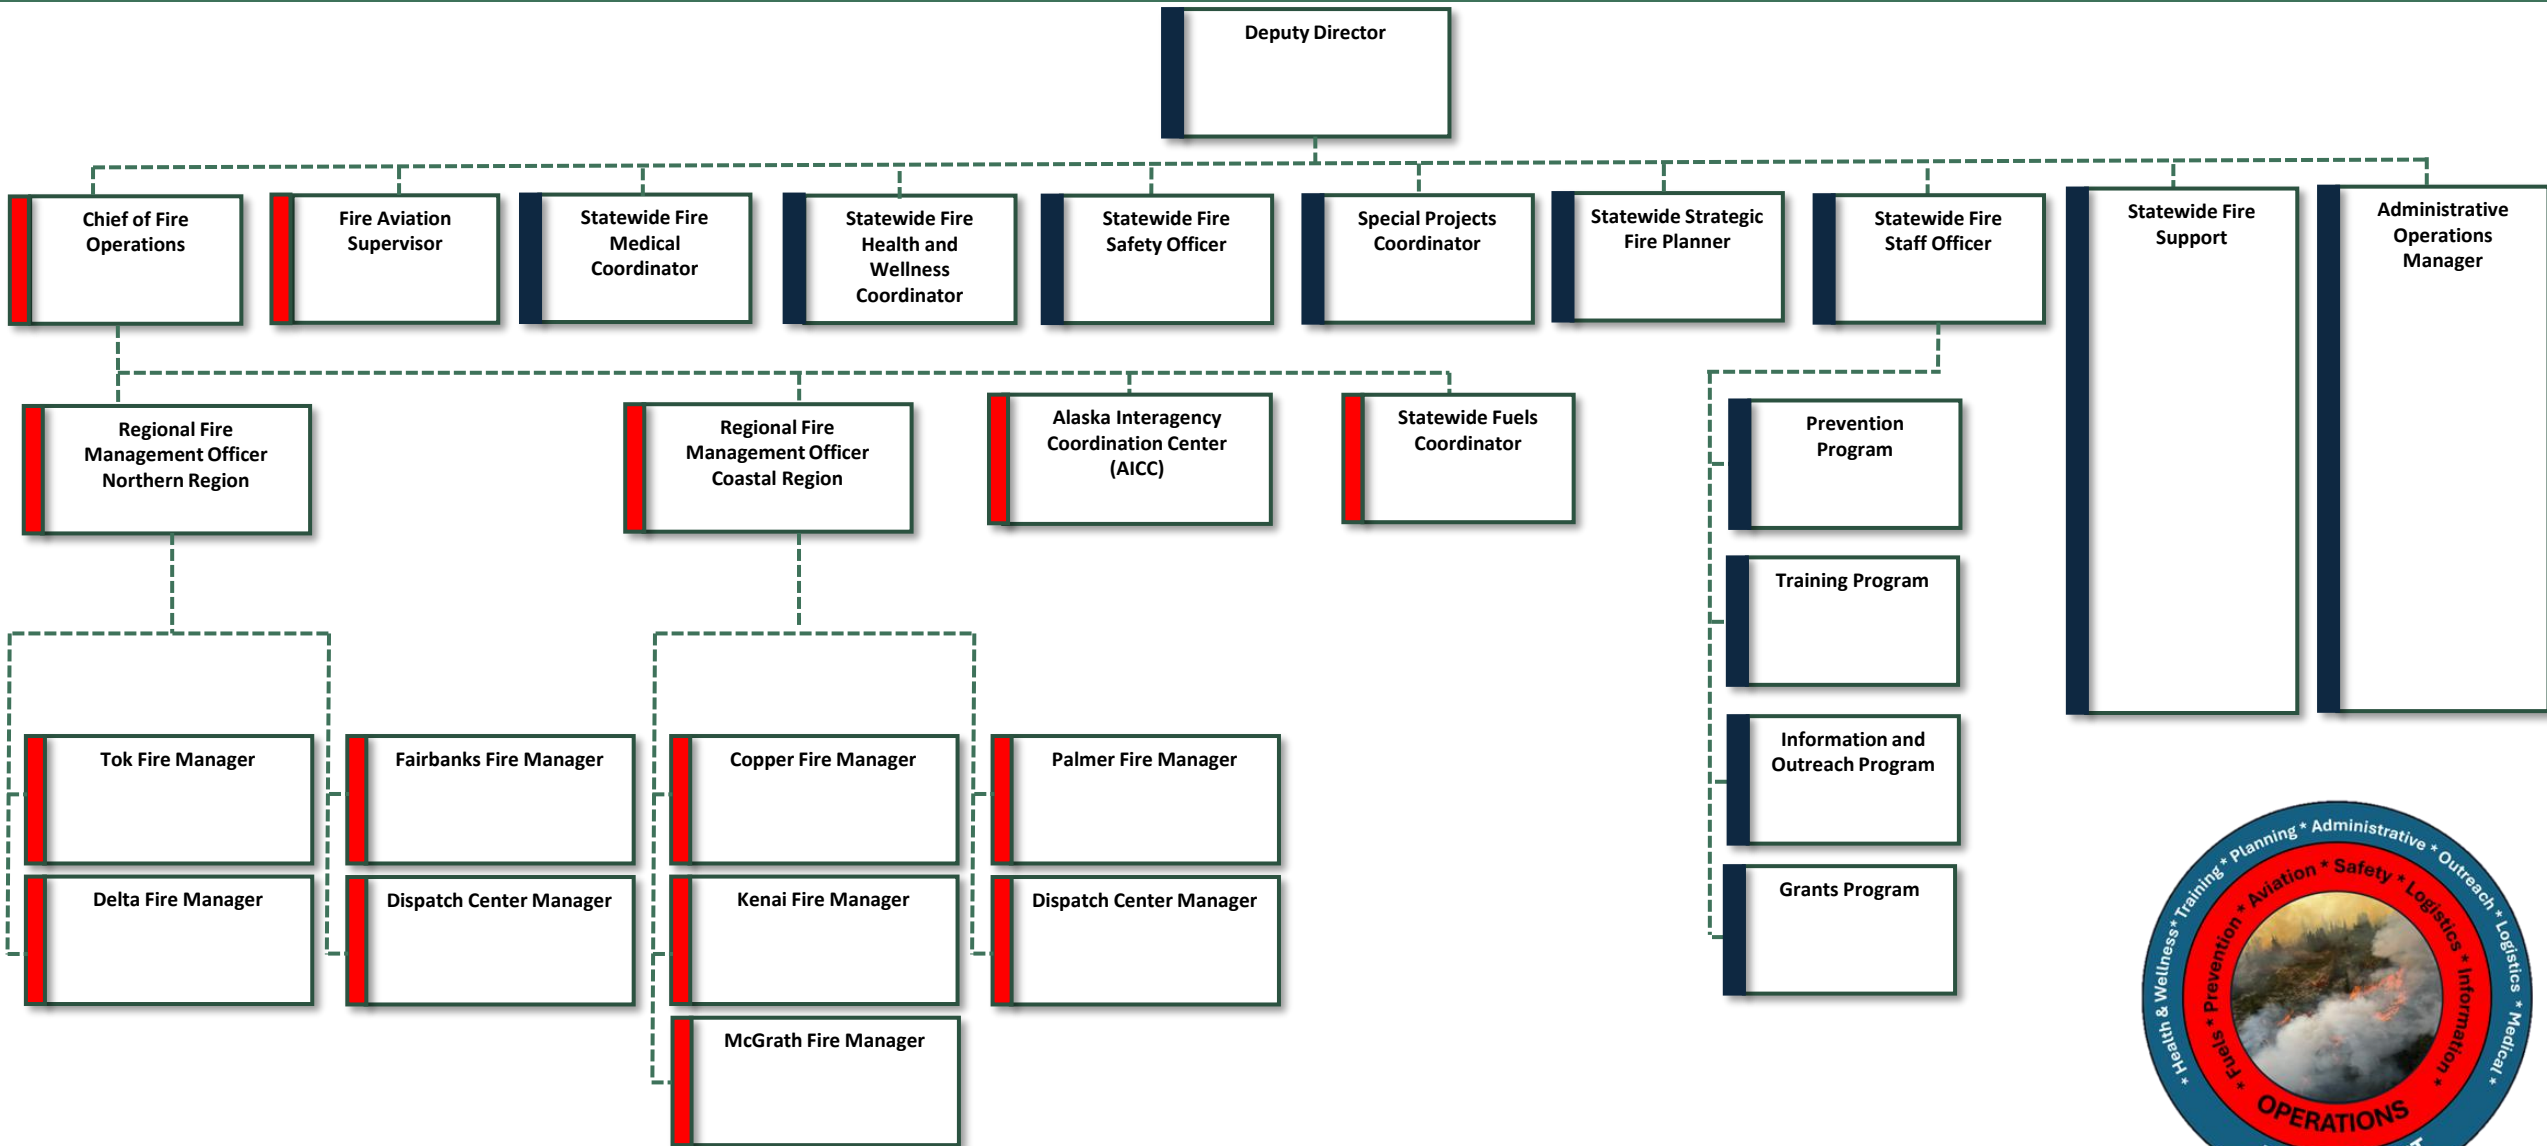 Deputy Director
Chief of Fire
Operations
Fire Aviation
Supervisor
Statewide Fire
Medical
Coordinator
Statewide Fire
Health and
Wellness
Coordinator
Statewide Fire
Safety Officer
Special Projects
Coordinator
Statewide Strategic
Fire Planner
Statewide Fire
Staff Officer
Statewide Fire
Support
Administrative
Operations
Manager
Regional Fire
Management Officer
Northern Region
Regional Fire
Management Officer
Coastal Region
Alaska Interagency
Coordination Center
(AICC)
Statewide Fuels
Coordinator
Prevention
Program
Training Program
Information and
Outreach Program
Grants Program
Tok Fire Manager
Fairbanks Fire Manager
Copper Fire Manager
Palmer Fire Manager
Delta Fire Manager
Dispatch Center Manager
Kenai Fire Manager
Dispatch Center Manager
McGrath Fire Manager
* Health & Wellness * Training * Planning * Administrative * Outreach * Logistics * Medical *
* Fuels * Prevention * Aviation * Safety * Logistics * Information *
OPERATIONS